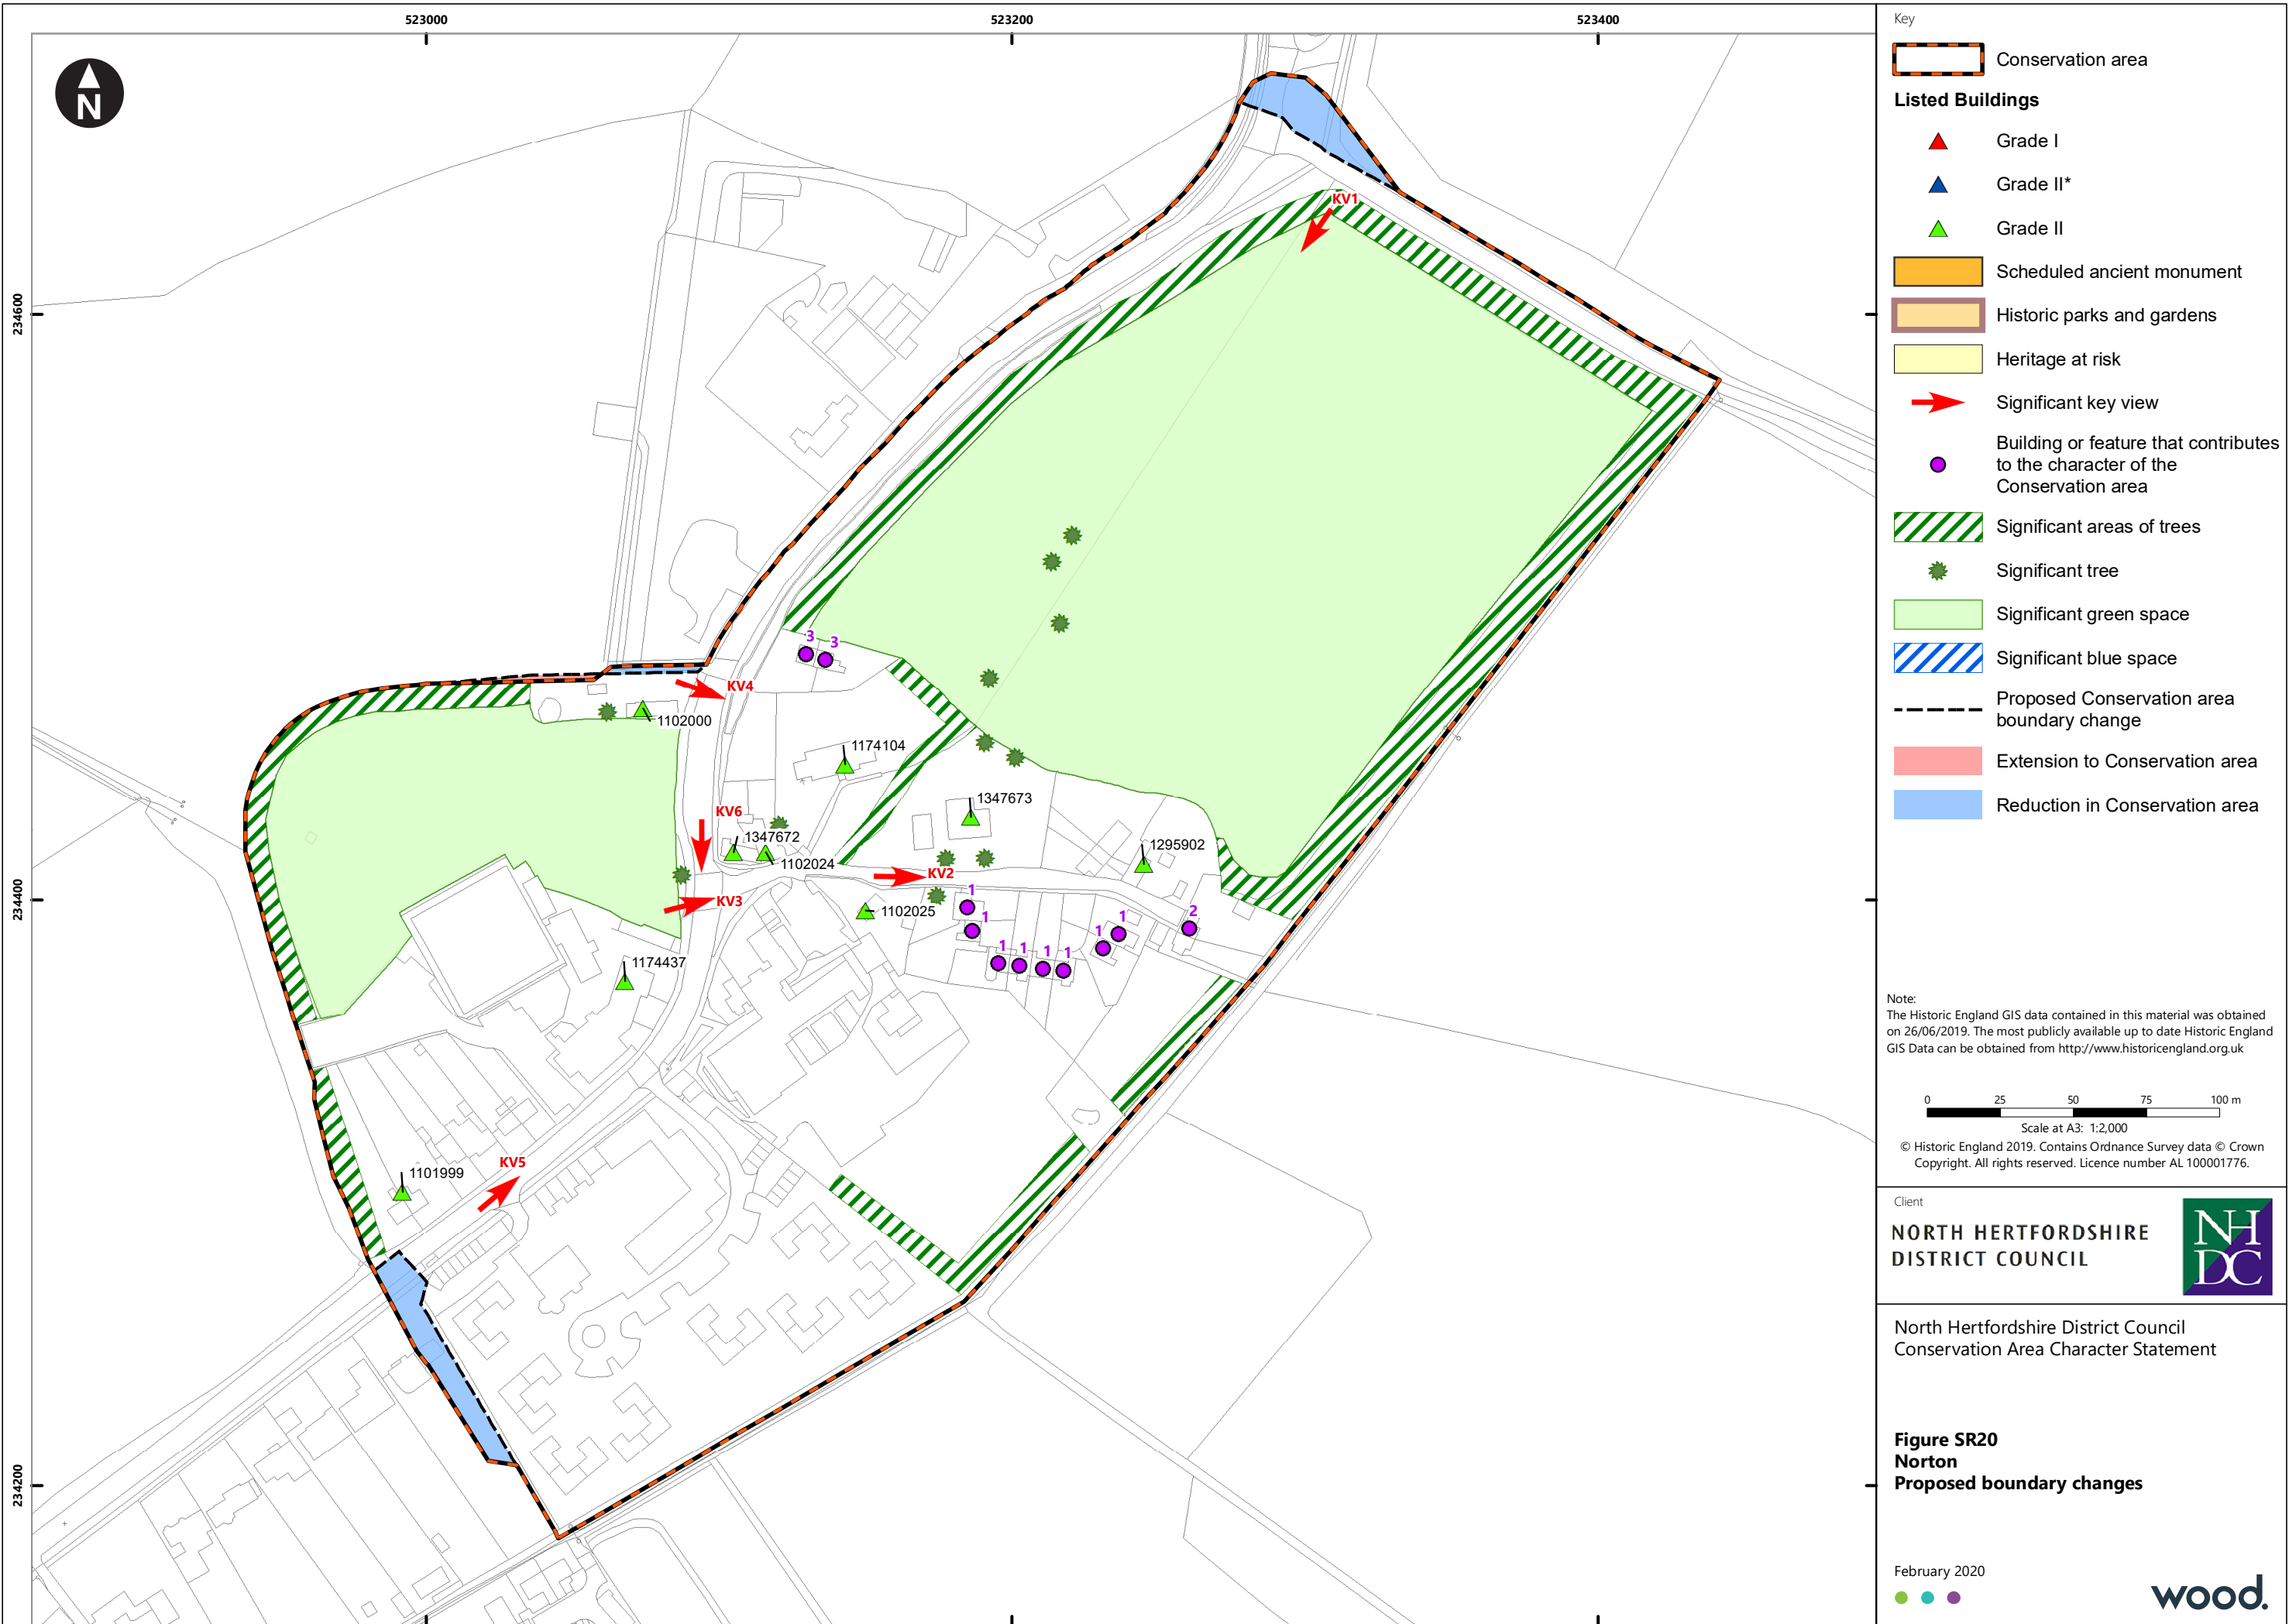 523000
523200
523400
234600
234400
234200
N
KV1
3
3
KV4
1102000
1174104
KV6
1347672
1102024
1347673
1295902
KV2
KV3
1102025
1
1
1
1
1
1
1
1
2
1174437
1101999
KV5
Key
Conservation area
Listed Buildings
Grade I
Grade II*
Grade II
Scheduled ancient monument
Historic parks and gardens
Heritage at risk
Significant key view
Building or feature that contributes
to the character of the
Conservation area
Significant areas of trees
Significant tree
Significant green space
Significant blue space
Proposed Conservation area
boundary change
Extension to Conservation area
Reduction in Conservation area
Note:
The Historic England GIS data contained in this material was obtained
on 26/06/2019. The most publicly available up to date Historic England
GIS Data can be obtained from http://www.historicengland.org.uk
0 25 50 75 100 m
Scale at A3: 1:2,000
© Historic England 2019. Contains Ordnance Survey data © Crown
Copyright. All rights reserved. Licence number AL 100001776.
Client
NORTH HERTFORDSHIRE
DISTRICT COUNCIL
NH
DC
North Hertfordshire District Council
Conservation Area Character Statement
Figure SR20
Norton
Proposed boundary changes
February 2020
wood.